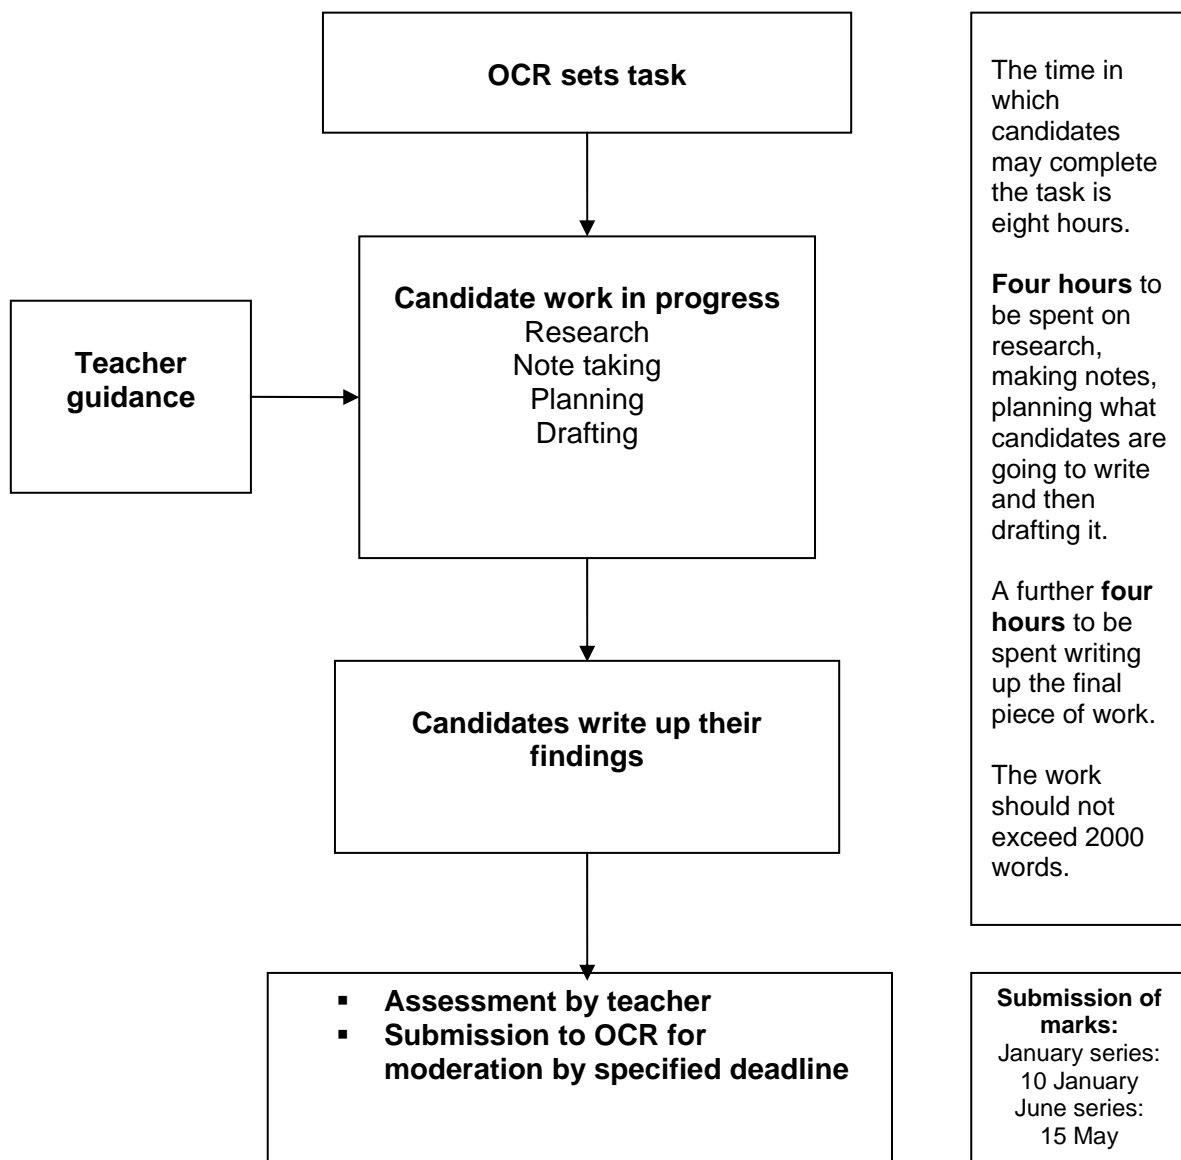 OCR sets task
Teacher
guidance
Candidate work in progress
Research
Note taking
Planning
Drafting
Candidates write up their
findings
▪ Assessment by teacher
▪ Submission to OCR for
moderation by specified deadline
The time in
which
candidates
may complete
the task is
eight hours.
Four hours to
be spent on
research,
making notes,
planning what
candidates are
going to write
and then
drafting it.
A further four
hours to be
spent writing
up the final
piece of work.
The work
should not
exceed 2000
words.
Submission of
marks:
January series:
10 January
June series:
15 May